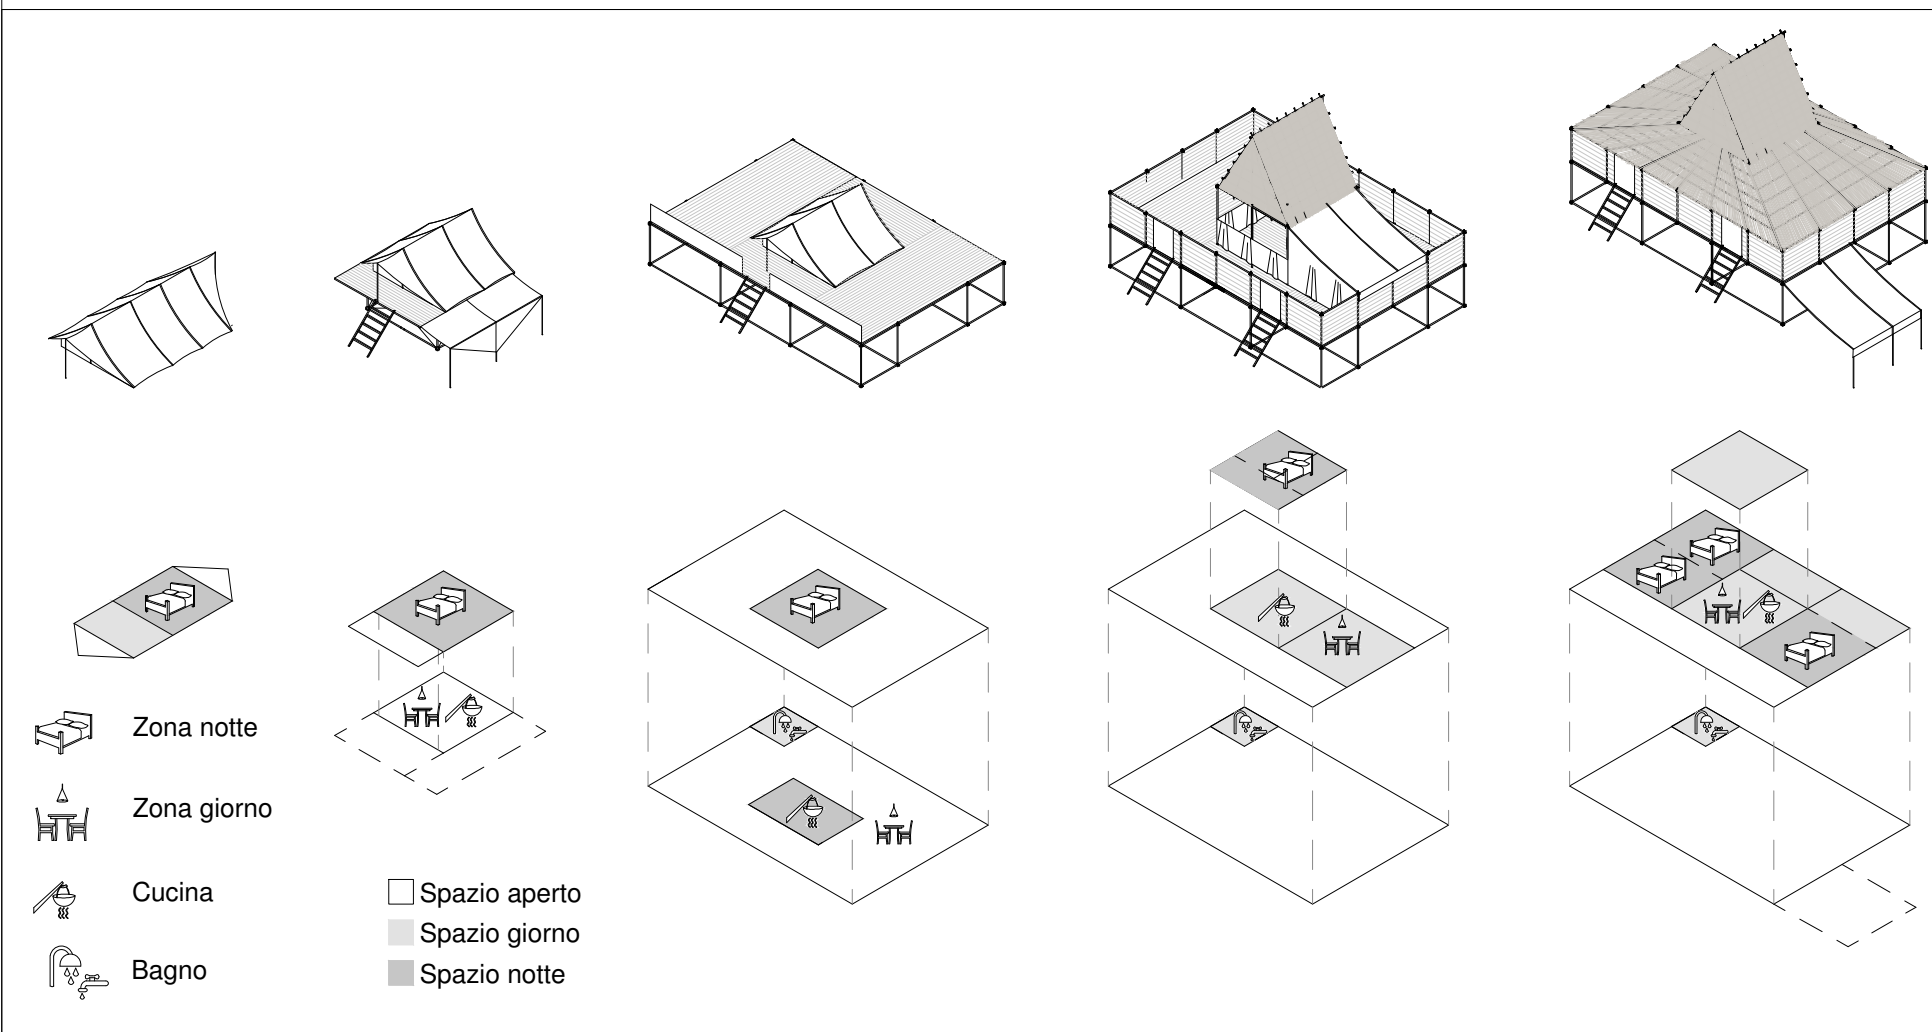 Zona notte
Zona giorno
Cucina
Bagno
Spazio aperto
Spazio giorno
Spazio notte